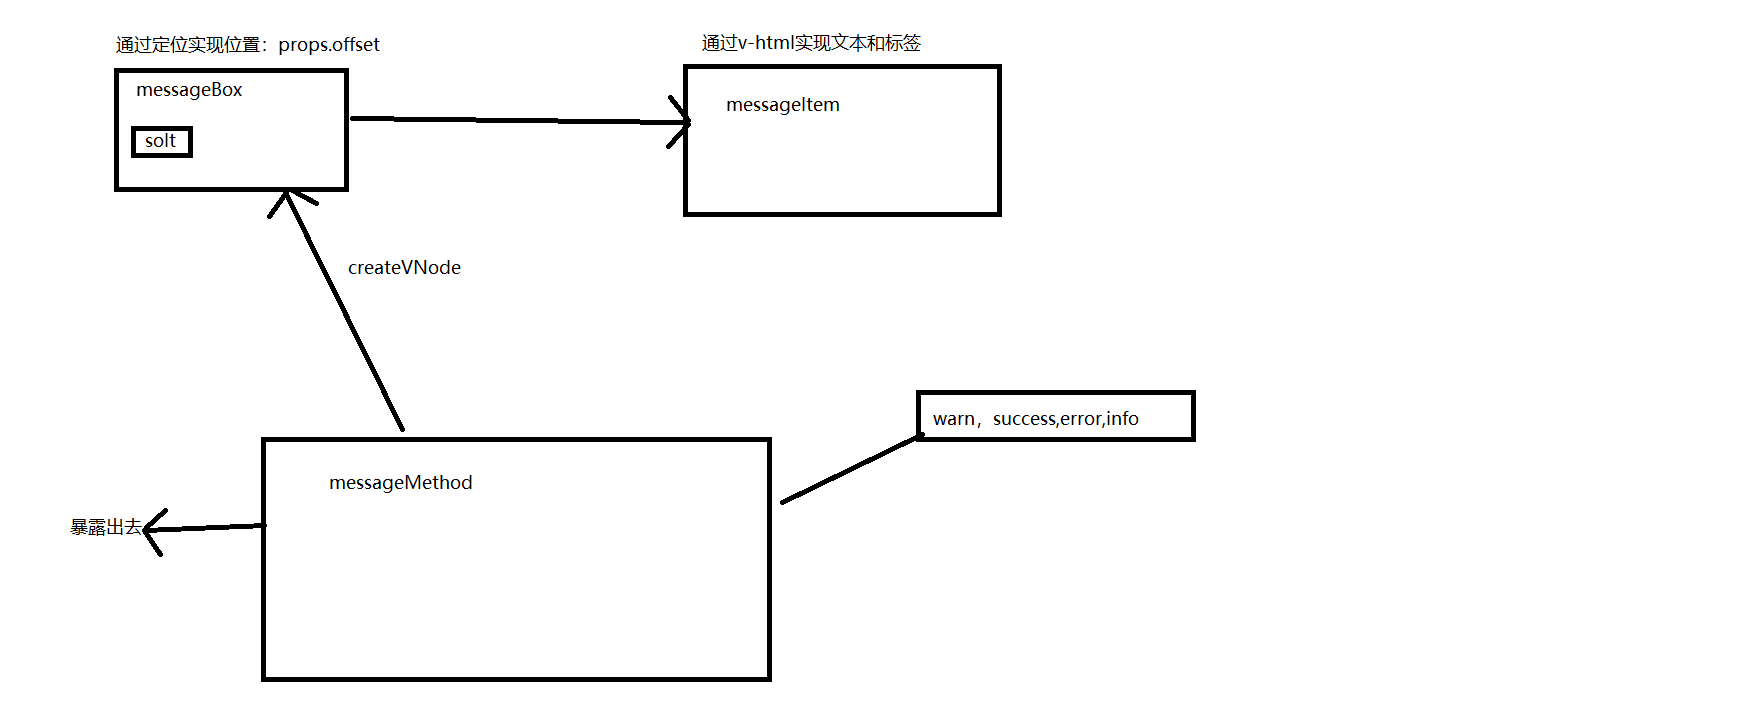 通过定位实现位置：props.offset
通过v-html实现文本和标签
messageBox
messageItem
solt
createVNode
warn，success,error,info
messageMethod
暴露出去